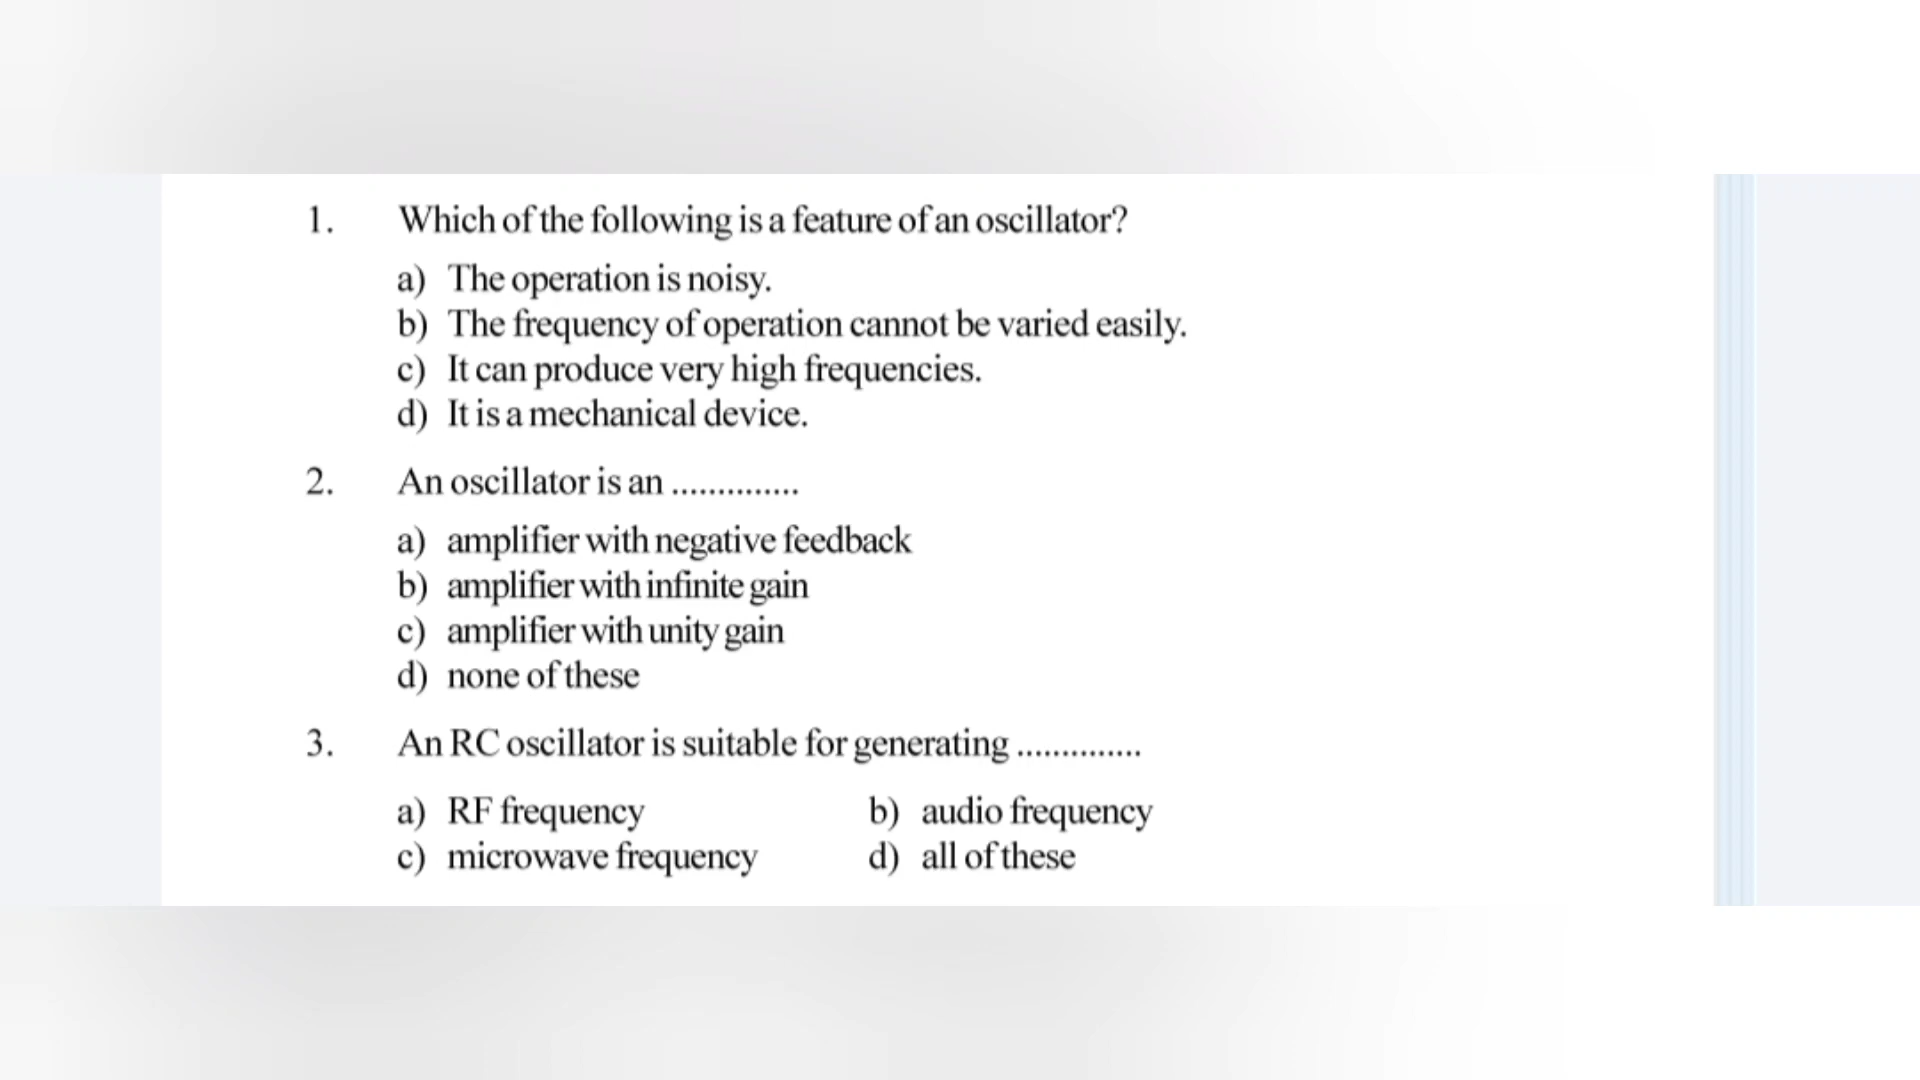 1. Which of the following is a feature of an oscillator?
a) The operation is noisy.
b) The frequency of operation cannot be varied easily.
c) It can produce very high frequencies.
d) It is a mechanical device.
2. An oscillator is an ..............
a) amplifier with negative feedback
b) amplifier with infinite gain
c) amplifier with unity gain
d) none of these
3. An RC oscillator is suitable for generating ..............
a) RF frequency b) audio frequency
c) microwave frequency d) all of these